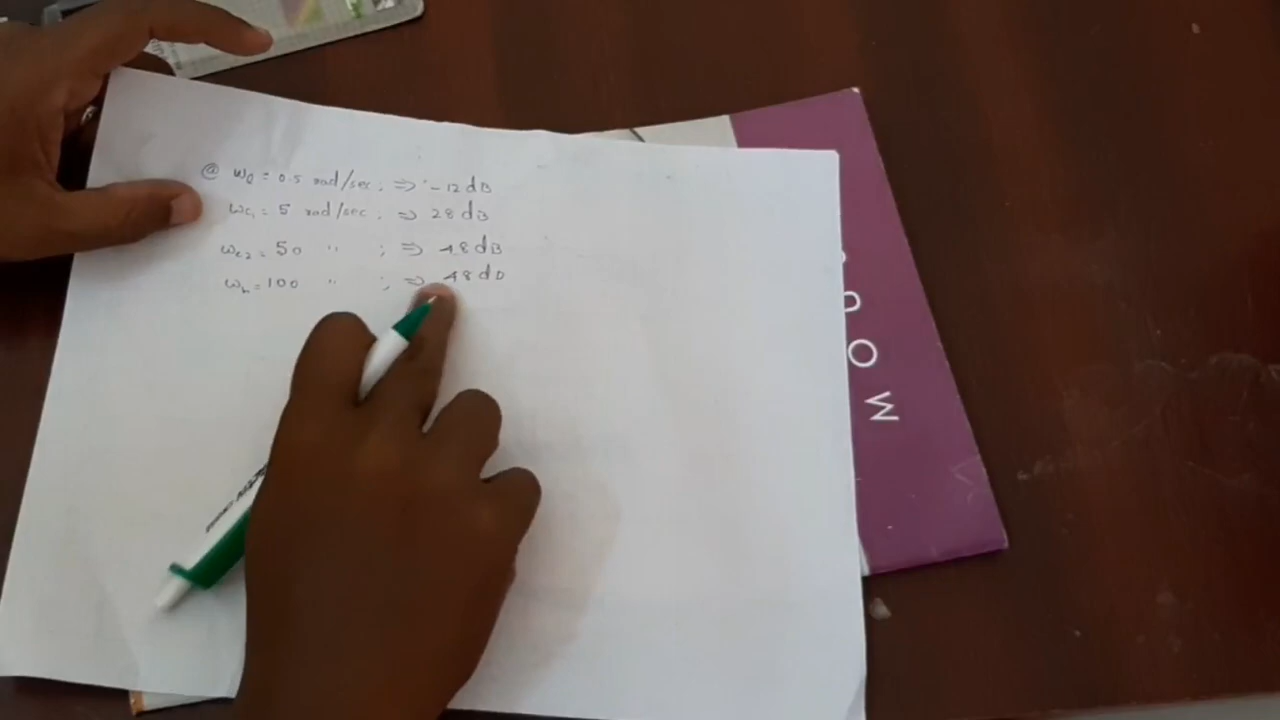 @ ωl = 0.5 rad/sec ; ⇒ -12 dB
ωc1 = 5 rad/sec ; ⇒ 28 dB
ωc2 = 50 " ; ⇒ 48 dB
ωh = 100 " ; ⇒ 48 dB